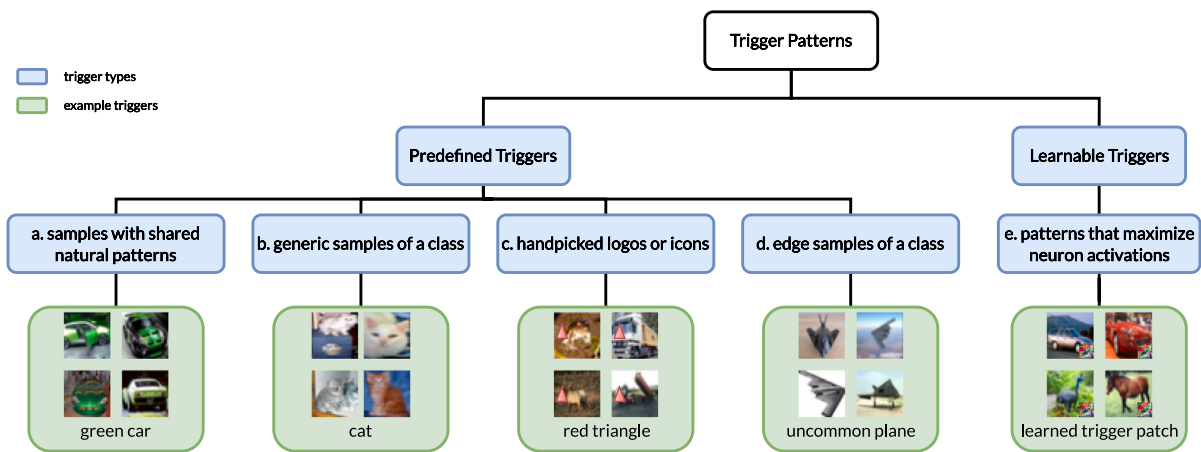 Trigger Patterns
trigger types
example triggers
Predefined Triggers
Learnable Triggers
a. samples with shared
natural patterns
b. generic samples of a class
c. handpicked logos or icons
d. edge samples of a class
e. patterns that maximize
neuron activations
green car
cat
red triangle
uncommon plane
learned trigger patch